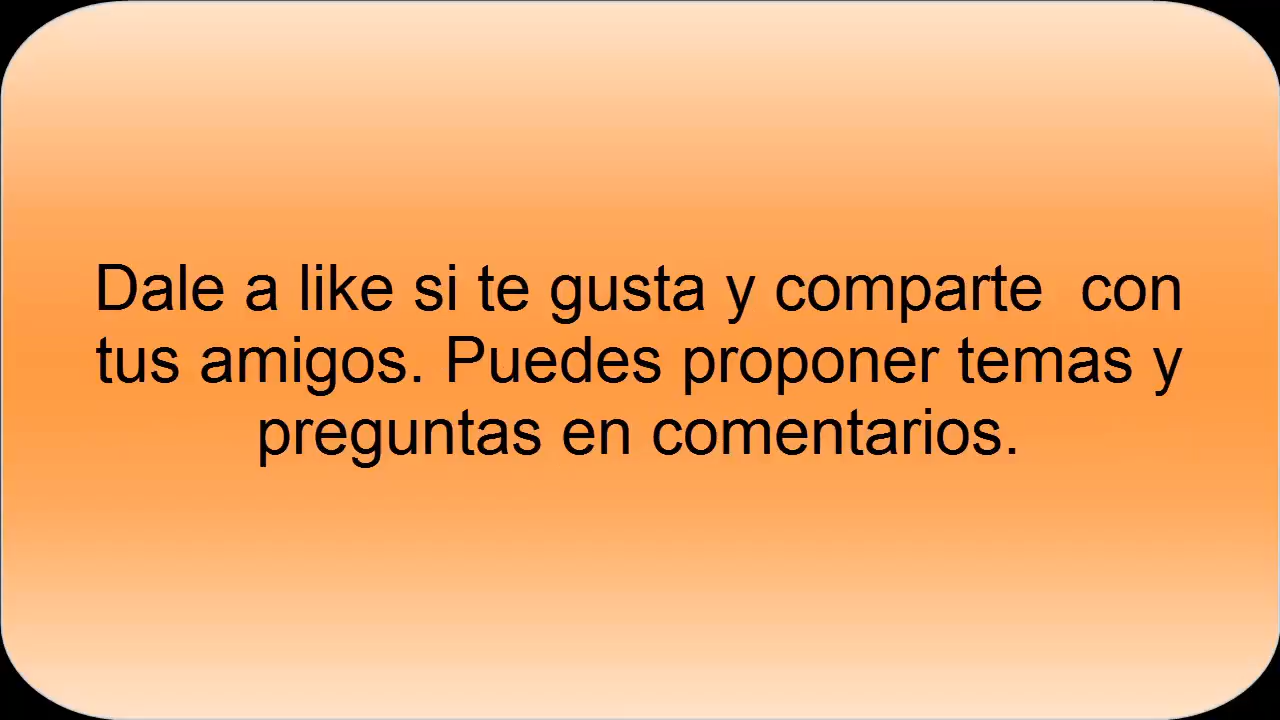 Dale a like si te gusta y comparte  con
tus amigos. Puedes proponer temas y
preguntas en comentarios.